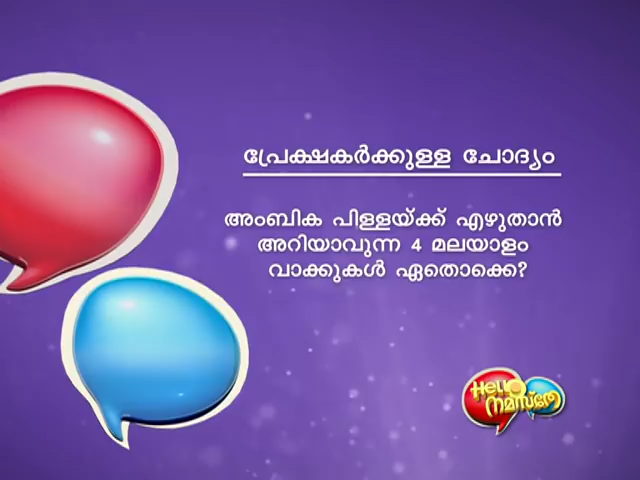 പ്രേക്ഷകർക്കുള്ള ചോദ്യം
അംബിക പിള്ളയ്ക്ക് എഴുതാൻ
അറിയാവുന്ന 4 മലയാളം
വാക്കുകൾ ഏതൊക്കെ?
Hello
നമസ്തേ